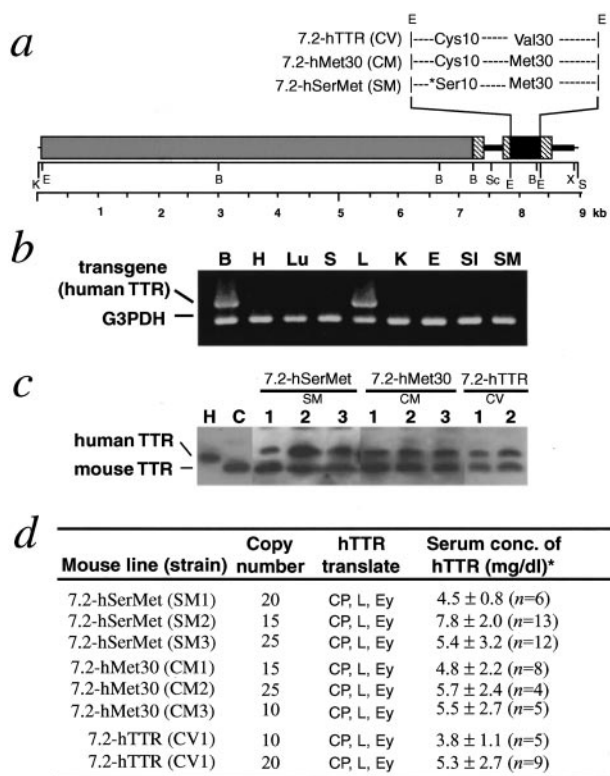 a
E E
7.2-hTTR (CV) Cys10 Val30
7.2-hMet30 (CM) Cys10 Met30
7.2-hSerMet (SM) *Ser10 Met30
K E B B B Sc E B E X S
1 2 3 4 5 6 7 8 9 kb
b
B H Lu S L K E SI SM
transgene
(human TTR)
G3PDH
c
7.2-hSerMet 7.2-hMet30 7.2-hTTR
SM CM CV
H C 1 2 3 1 2 3 1 2
human TTR
mouse TTR
d
Mouse line (strain) Copy number hTTR translate Serum conc. of hTTR (mg/dl)*
7.2-hSerMet (SM1) 20 CP, L, Ey 4.5 ± 0.8 (n=6)
7.2-hSerMet (SM2) 15 CP, L, Ey 7.8 ± 2.0 (n=13)
7.2-hSerMet (SM3) 25 CP, L, Ey 5.4 ± 3.2 (n=12)
7.2-hMet30 (CM1) 15 CP, L, Ey 4.8 ± 2.2 (n=8)
7.2-hMet30 (CM2) 25 CP, L, Ey 5.7 ± 2.4 (n=4)
7.2-hMet30 (CM3) 10 CP, L, Ey 5.5 ± 2.7 (n=5)
7.2-hTTR (CV1) 10 CP, L, Ey 3.8 ± 1.1 (n=5)
7.2-hTTR (CV1) 20 CP, L, Ey 5.3 ± 2.7 (n=9)